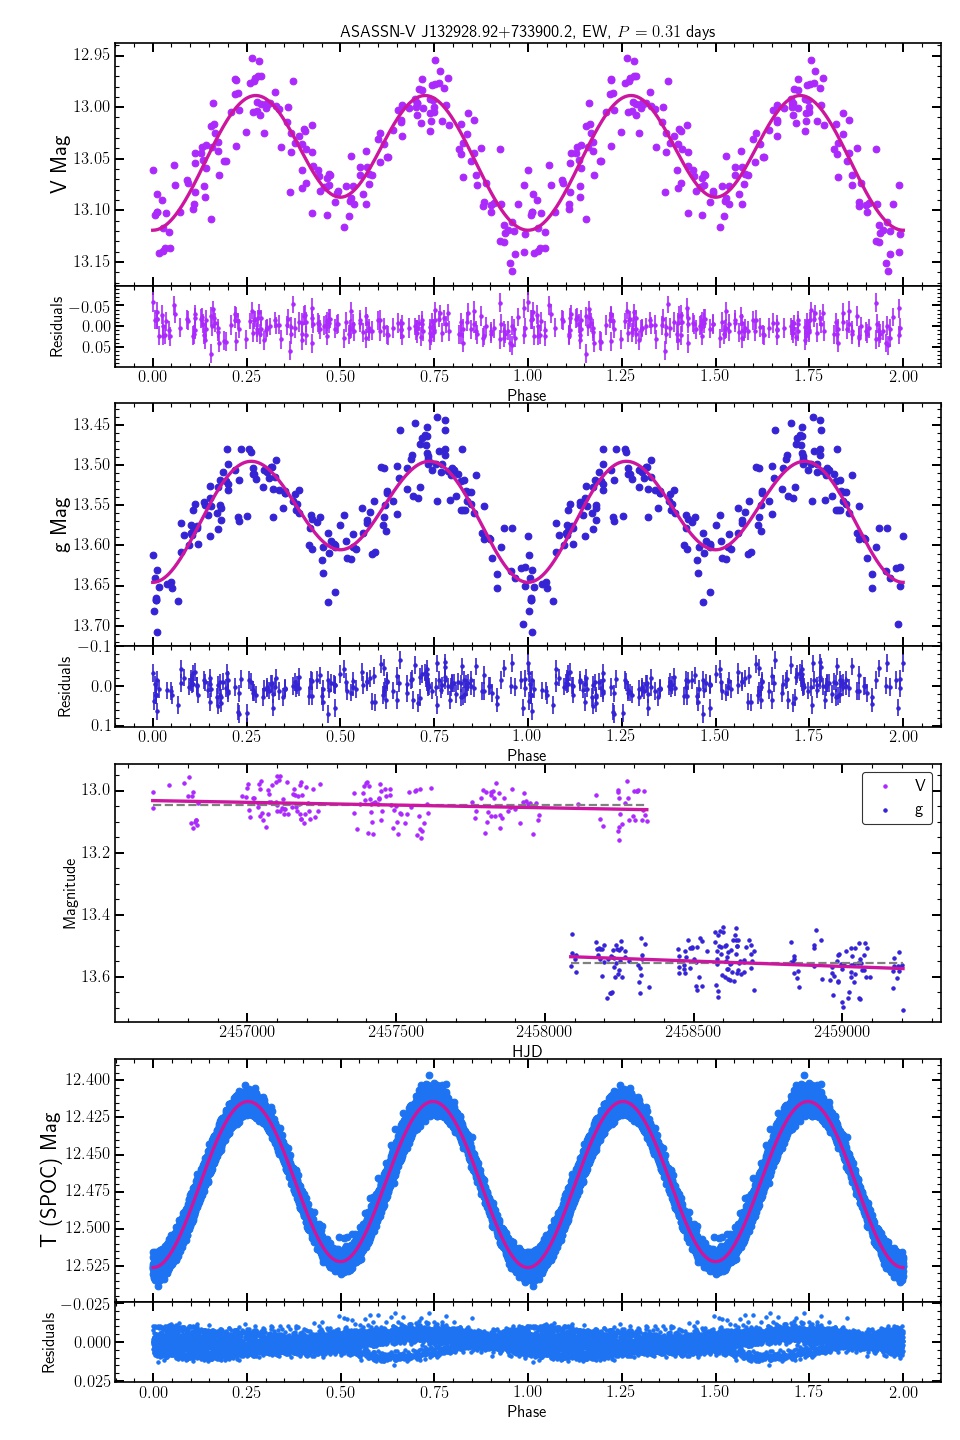 ASASSN-V J132928.92+733900.2, EW, P = 0.31 days
V Mag
12.95
13.00
13.05
13.10
13.15
Residuals
−0.05
0.00
0.05
0.00 0.25 0.50 0.75 1.00 1.25 1.50 1.75 2.00
Phase
g Mag
13.45
13.50
13.55
13.60
13.65
13.70
Residuals
−0.1
0.0
0.1
0.00 0.25 0.50 0.75 1.00 1.25 1.50 1.75 2.00
Phase
Magnitude
13.0
13.2
13.4
13.6
V
g
2457000 2457500 2458000 2458500 2459000
HJD
T (SPOC) Mag
12.400
12.425
12.450
12.475
12.500
12.525
Residuals
−0.025
0.000
0.025
0.00 0.25 0.50 0.75 1.00 1.25 1.50 1.75 2.00
Phase